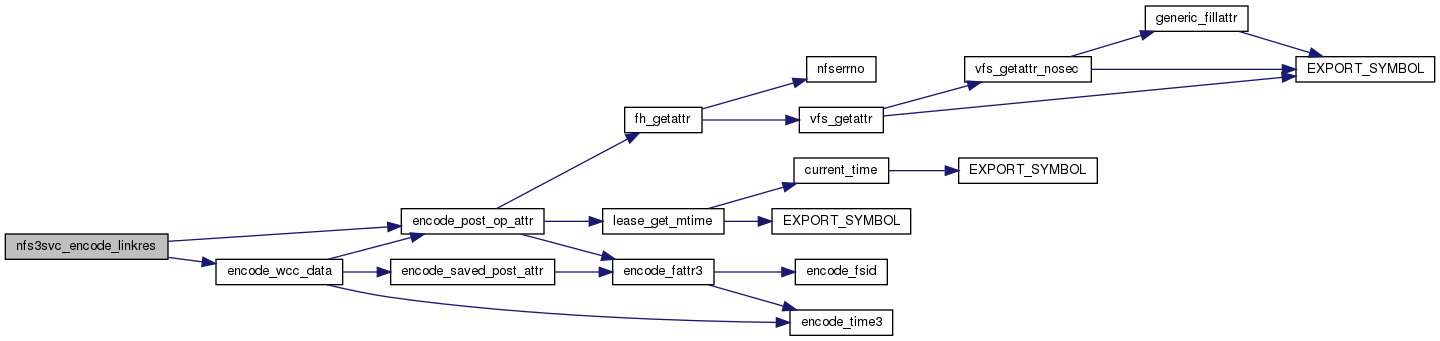 generic_fillattr
nfserrno
vfs_getattr_nosec
EXPORT_SYMBOL
fh_getattr
vfs_getattr
current_time
EXPORT_SYMBOL
encode_post_op_attr
lease_get_mtime
EXPORT_SYMBOL
nfs3svc_encode_linkres
encode_wcc_data
encode_saved_post_attr
encode_fattr3
encode_fsid
encode_time3